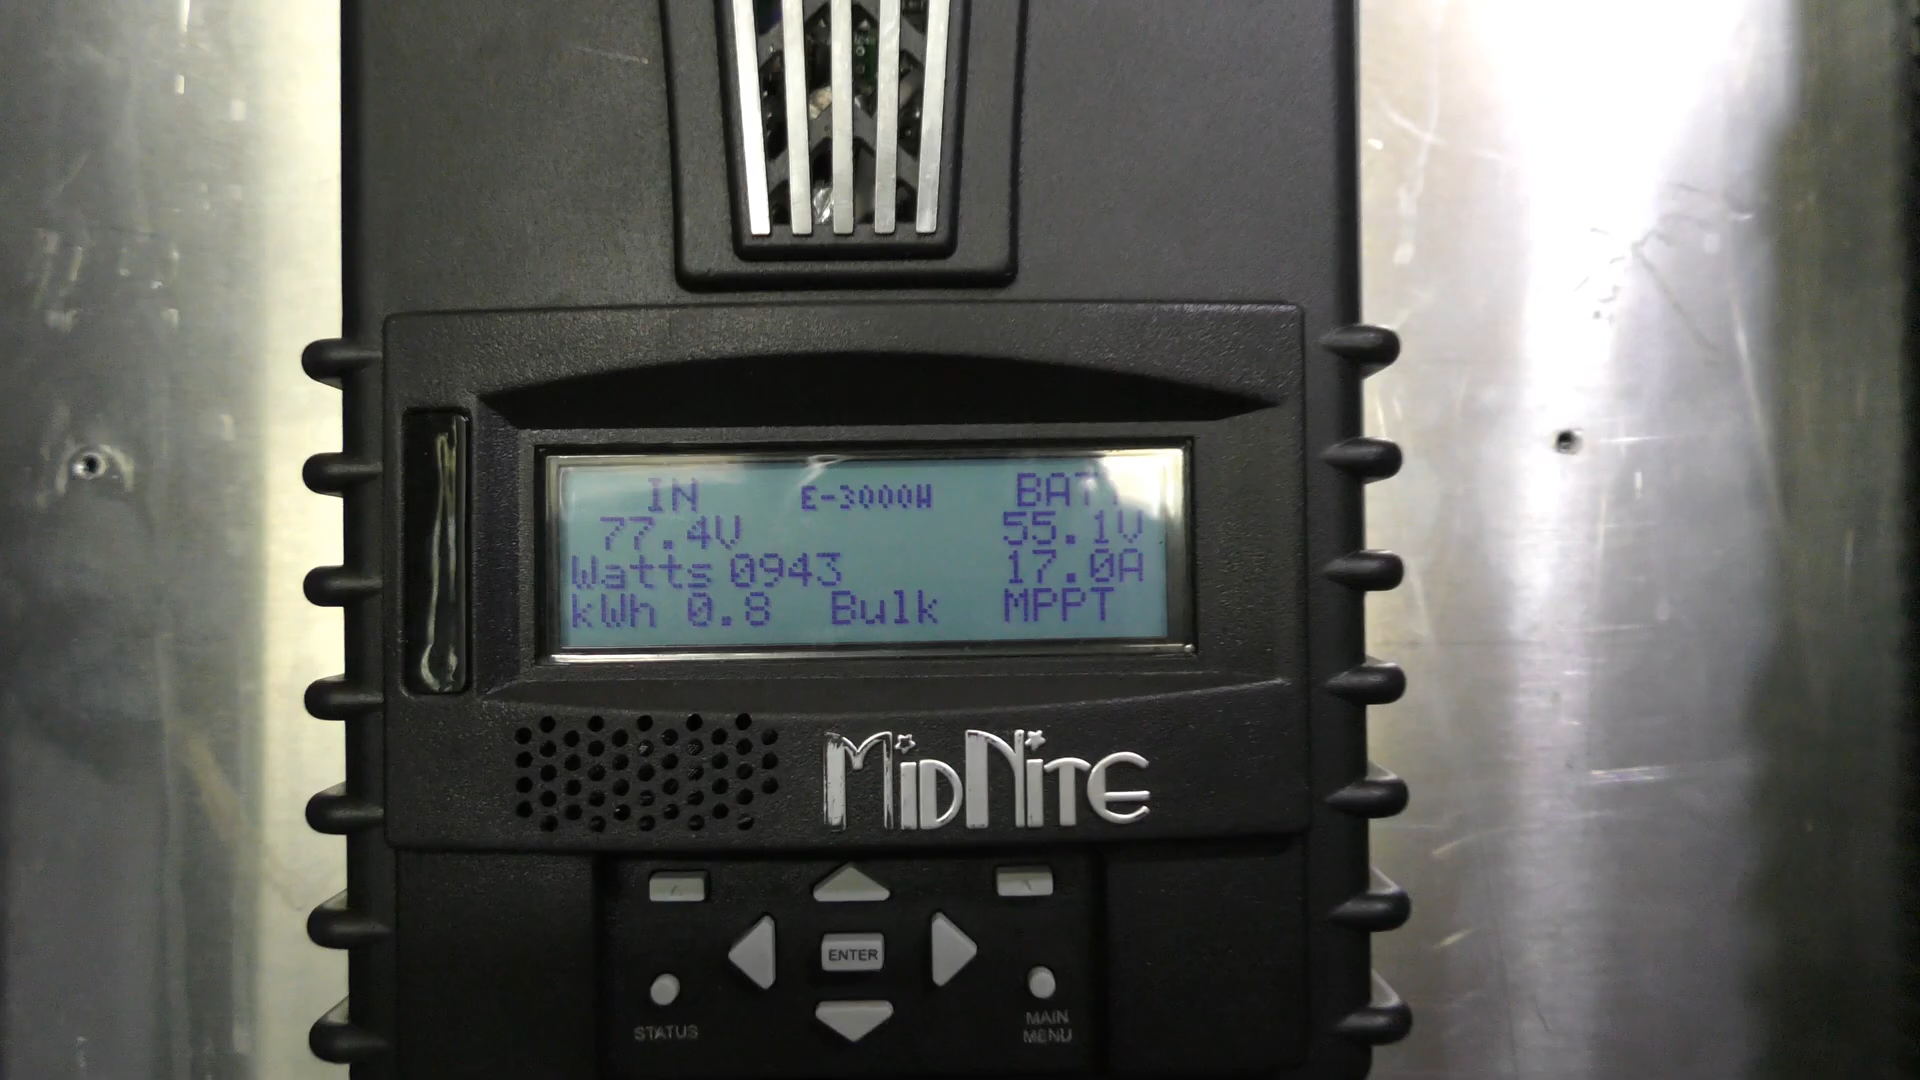 IN E-3000W BATT
77.4V 55.1V
Watts 0943 17.0A
kWh 0.8 Bulk MPPT
MidNite
ENTER
STATUS
MAIN
MENU